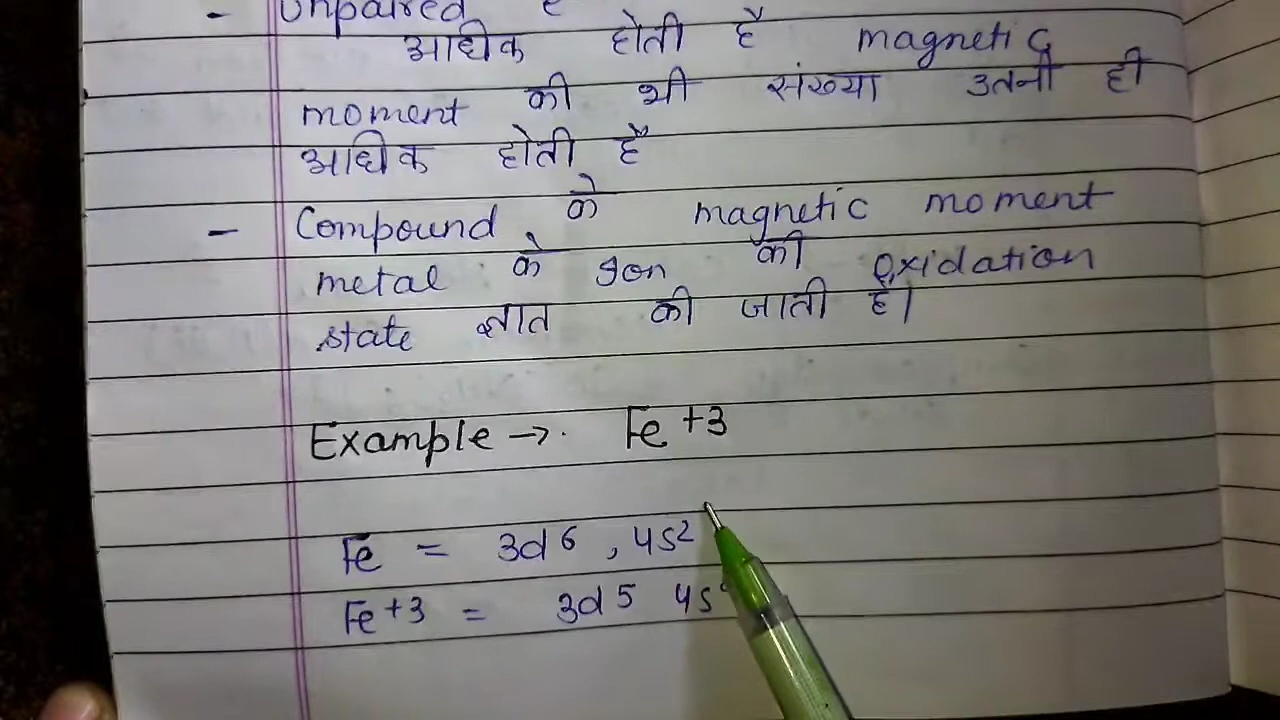 - Unpaired e
अधिक होती है magnetic
moment की भी संख्या उतनी ही
अधिक होती है
- Compound के magnetic moment
metal के Ion की oxidation
state ज्ञात की जाती है।
Example →. Fe +3
Fe = 3d6 , 4s2
Fe+3 = 3d5 4s